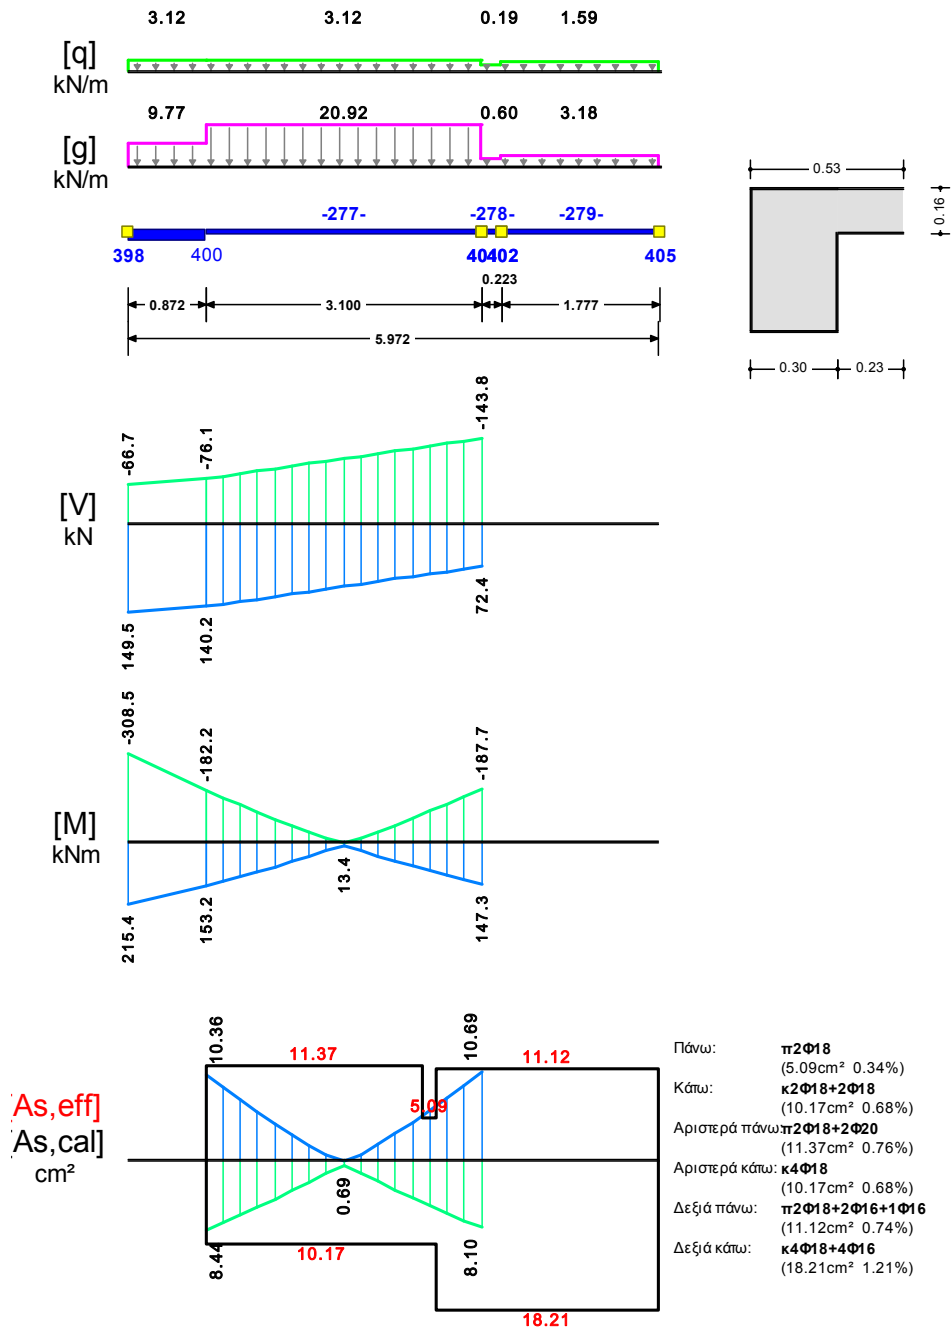 3.12 3.12 0.19 1.59
[q]
kN/m
9.77 20.92 0.60 3.18
[g]
kN/m
0.53
0.16
0.30 0.23
-277- -278- -279-
398 400 402 405
0.223
0.872 3.100 1.777
5.972
-66.7 -76.1 -143.8
[V]
kN
149.5 140.2 72.4
-308.5 -182.2 -187.7
[M]
kNm
215.4 153.2 13.4 147.3
10.36 11.37 10.69 11.12
5.09
As,eff]
[As,cal]
cm²
0.69
8.44 10.17 8.10
18.21
Πάνω: π2Φ18
(5.09cm² 0.34%)
Κάτω: κ2Φ18+2Φ18
(10.17cm² 0.68%)
Αριστερά πάνω: π2Φ18+2Φ20
(11.37cm² 0.76%)
Αριστερά κάτω: κ4Φ18
(10.17cm² 0.68%)
Δεξιά πάνω: π2Φ18+2Φ16+1Φ16
(11.12cm² 0.74%)
Δεξιά κάτω: κ4Φ18+4Φ16
(18.21cm² 1.21%)